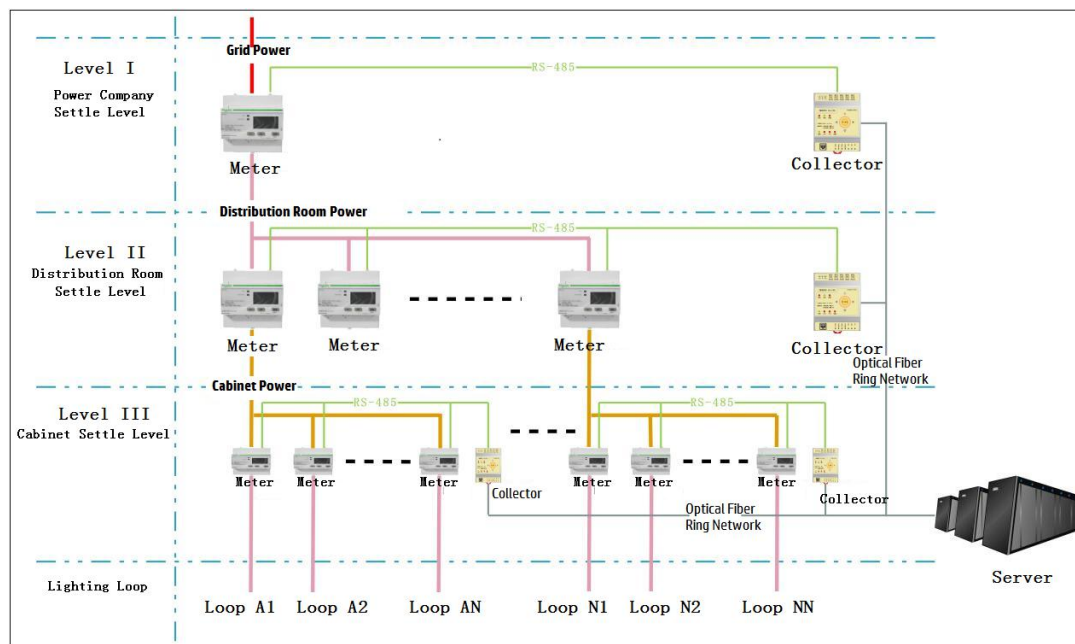 Grid Power
Level I
Power Company
Settle Level
RS-485
Meter
Collector
Distribution Room Power
RS-485
Level II
Distribution Room
Settle Level
Meter
Meter
Meter
Collector
Optical Fiber
Ring Network
Cabinet Power
Level III
Cabinet Settle Level
RS-485
RS-485
Meter
Meter
Meter
Collector
Meter
Meter
Meter
Collector
Optical Fiber
Ring Network
Server
Lighting Loop
Loop A1
Loop A2
Loop AN
Loop N1
Loop N2
Loop NN